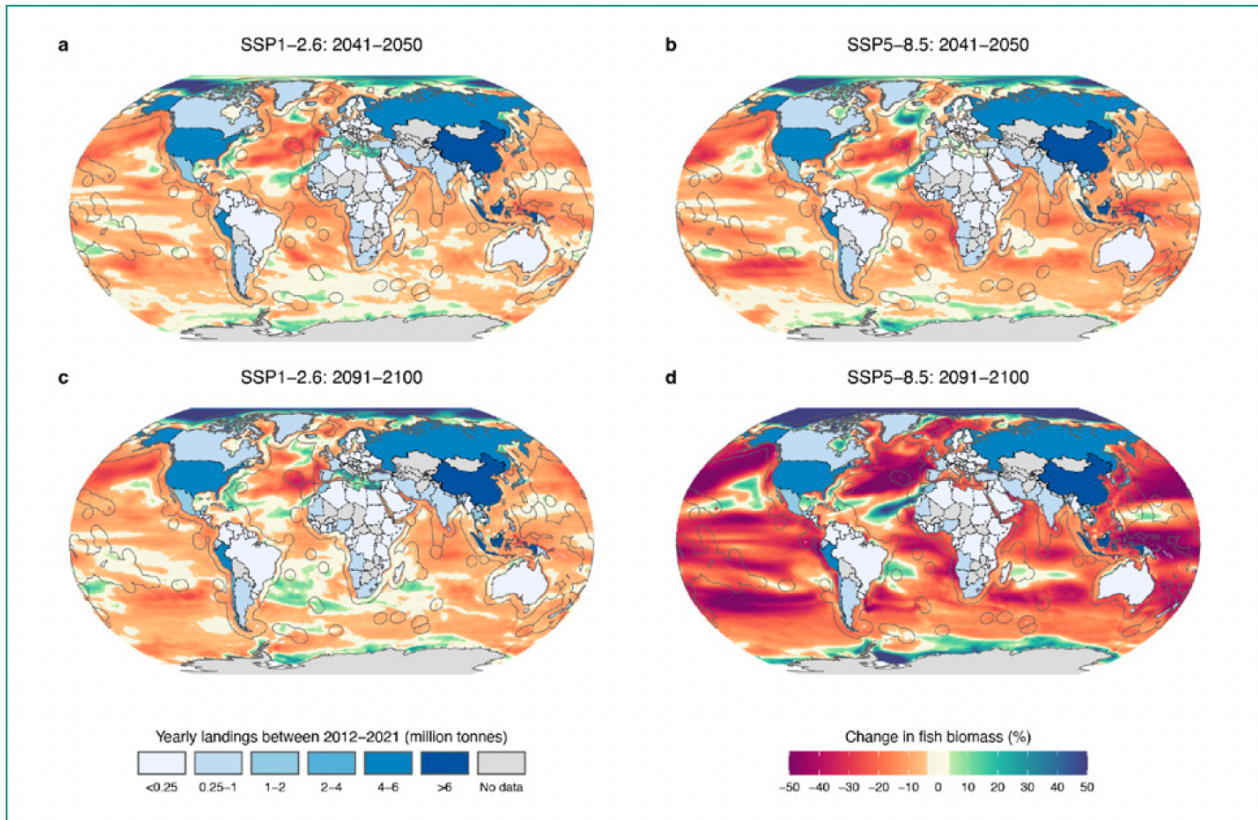 a
SSP1–2.6: 2041–2050
b
SSP5–8.5: 2041–2050
c
SSP1–2.6: 2091–2100
d
SSP5–8.5: 2091–2100
Yearly landings between 2012–2021 (million tonnes)
<0.25 0.25–1 1–2 2–4 4–6 >6 No data
Change in fish biomass (%)
−50 −40 −30 −20 −10 0 10 20 30 40 50